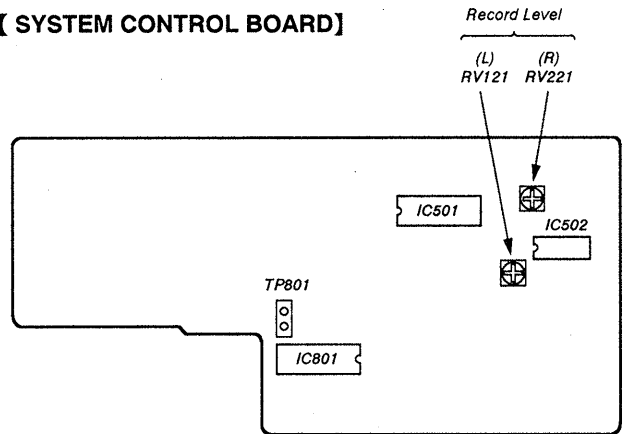 【 SYSTEM CONTROL BOARD】
Record Level
(L) (R)
RV121 RV221
IC501
IC502
TP801
IC801